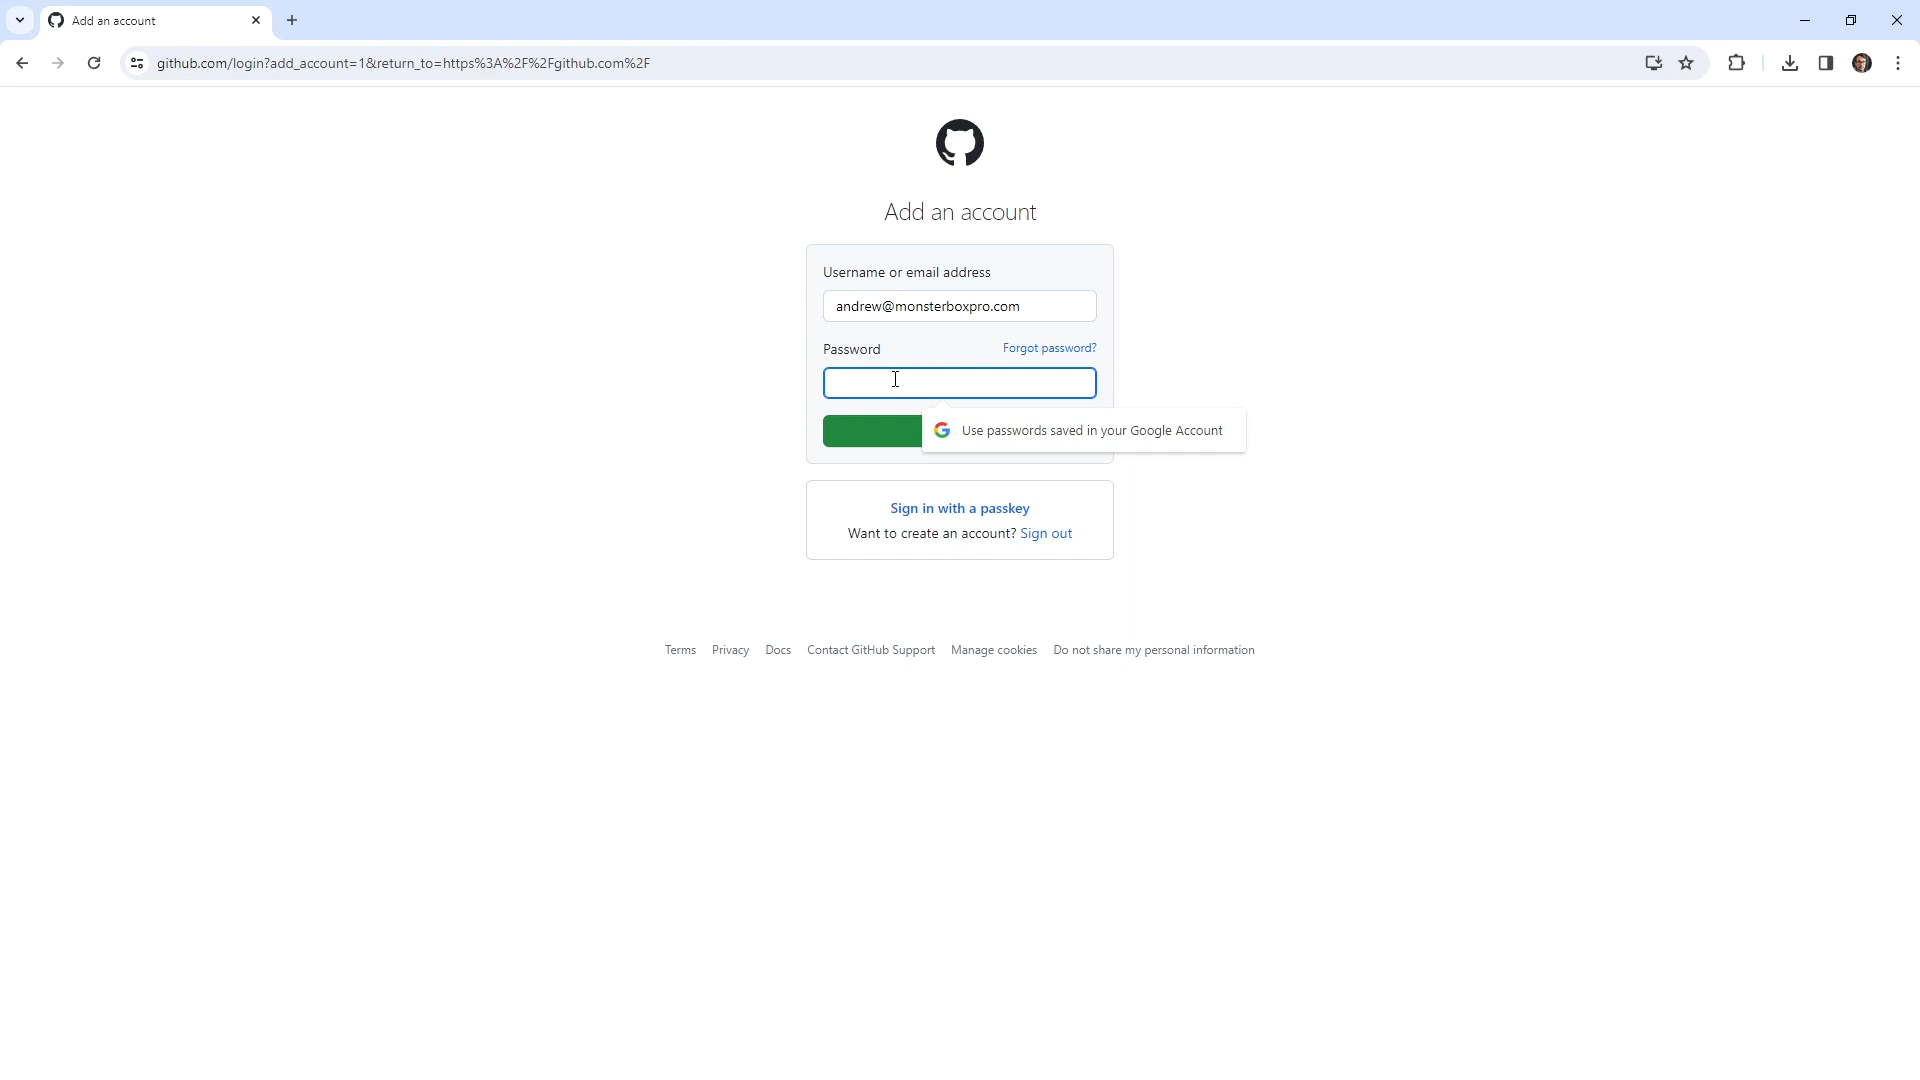 Add an account
github.com/login?add_account=1&return_to=https%3A%2F%2Fgithub.com%2F
Add an account
Username or email address
andrew@monsterboxpro.com
Password Forgot password?
Use passwords saved in your Google Account
Sign in with a passkey
Want to create an account? Sign out
Terms Privacy Docs Contact GitHub Support Manage cookies Do not share my personal information